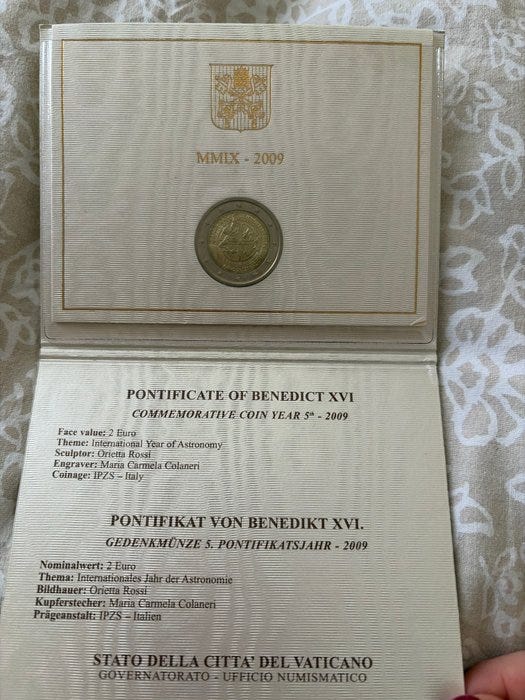 MMIX - 2009
PONTIFICATE OF BENEDICT XVI
COMMEMORATIVE COIN YEAR 5th - 2009
Face value: 2 Euro
Theme: International Year of Astronomy
Sculptor: Orietta Rossi
Engraver: Maria Carmela Colaneri
Coinage: IPZS – Italy
PONTIFIKAT VON BENEDIKT XVI.
GEDENKMÜNZE 5. PONTIFIKATSJAHR - 2009
Nominalwert: 2 Euro
Thema: Internationales Jahr der Astronomie
Bildhauer: Orietta Rossi
Kupferstecher: Maria Carmela Colaneri
Prägeanstalt: IPZS – Italien
STATO DELLA CITTA' DEL VATICANO
GOVERNATORATO - UFFICIO NUMISMATICO